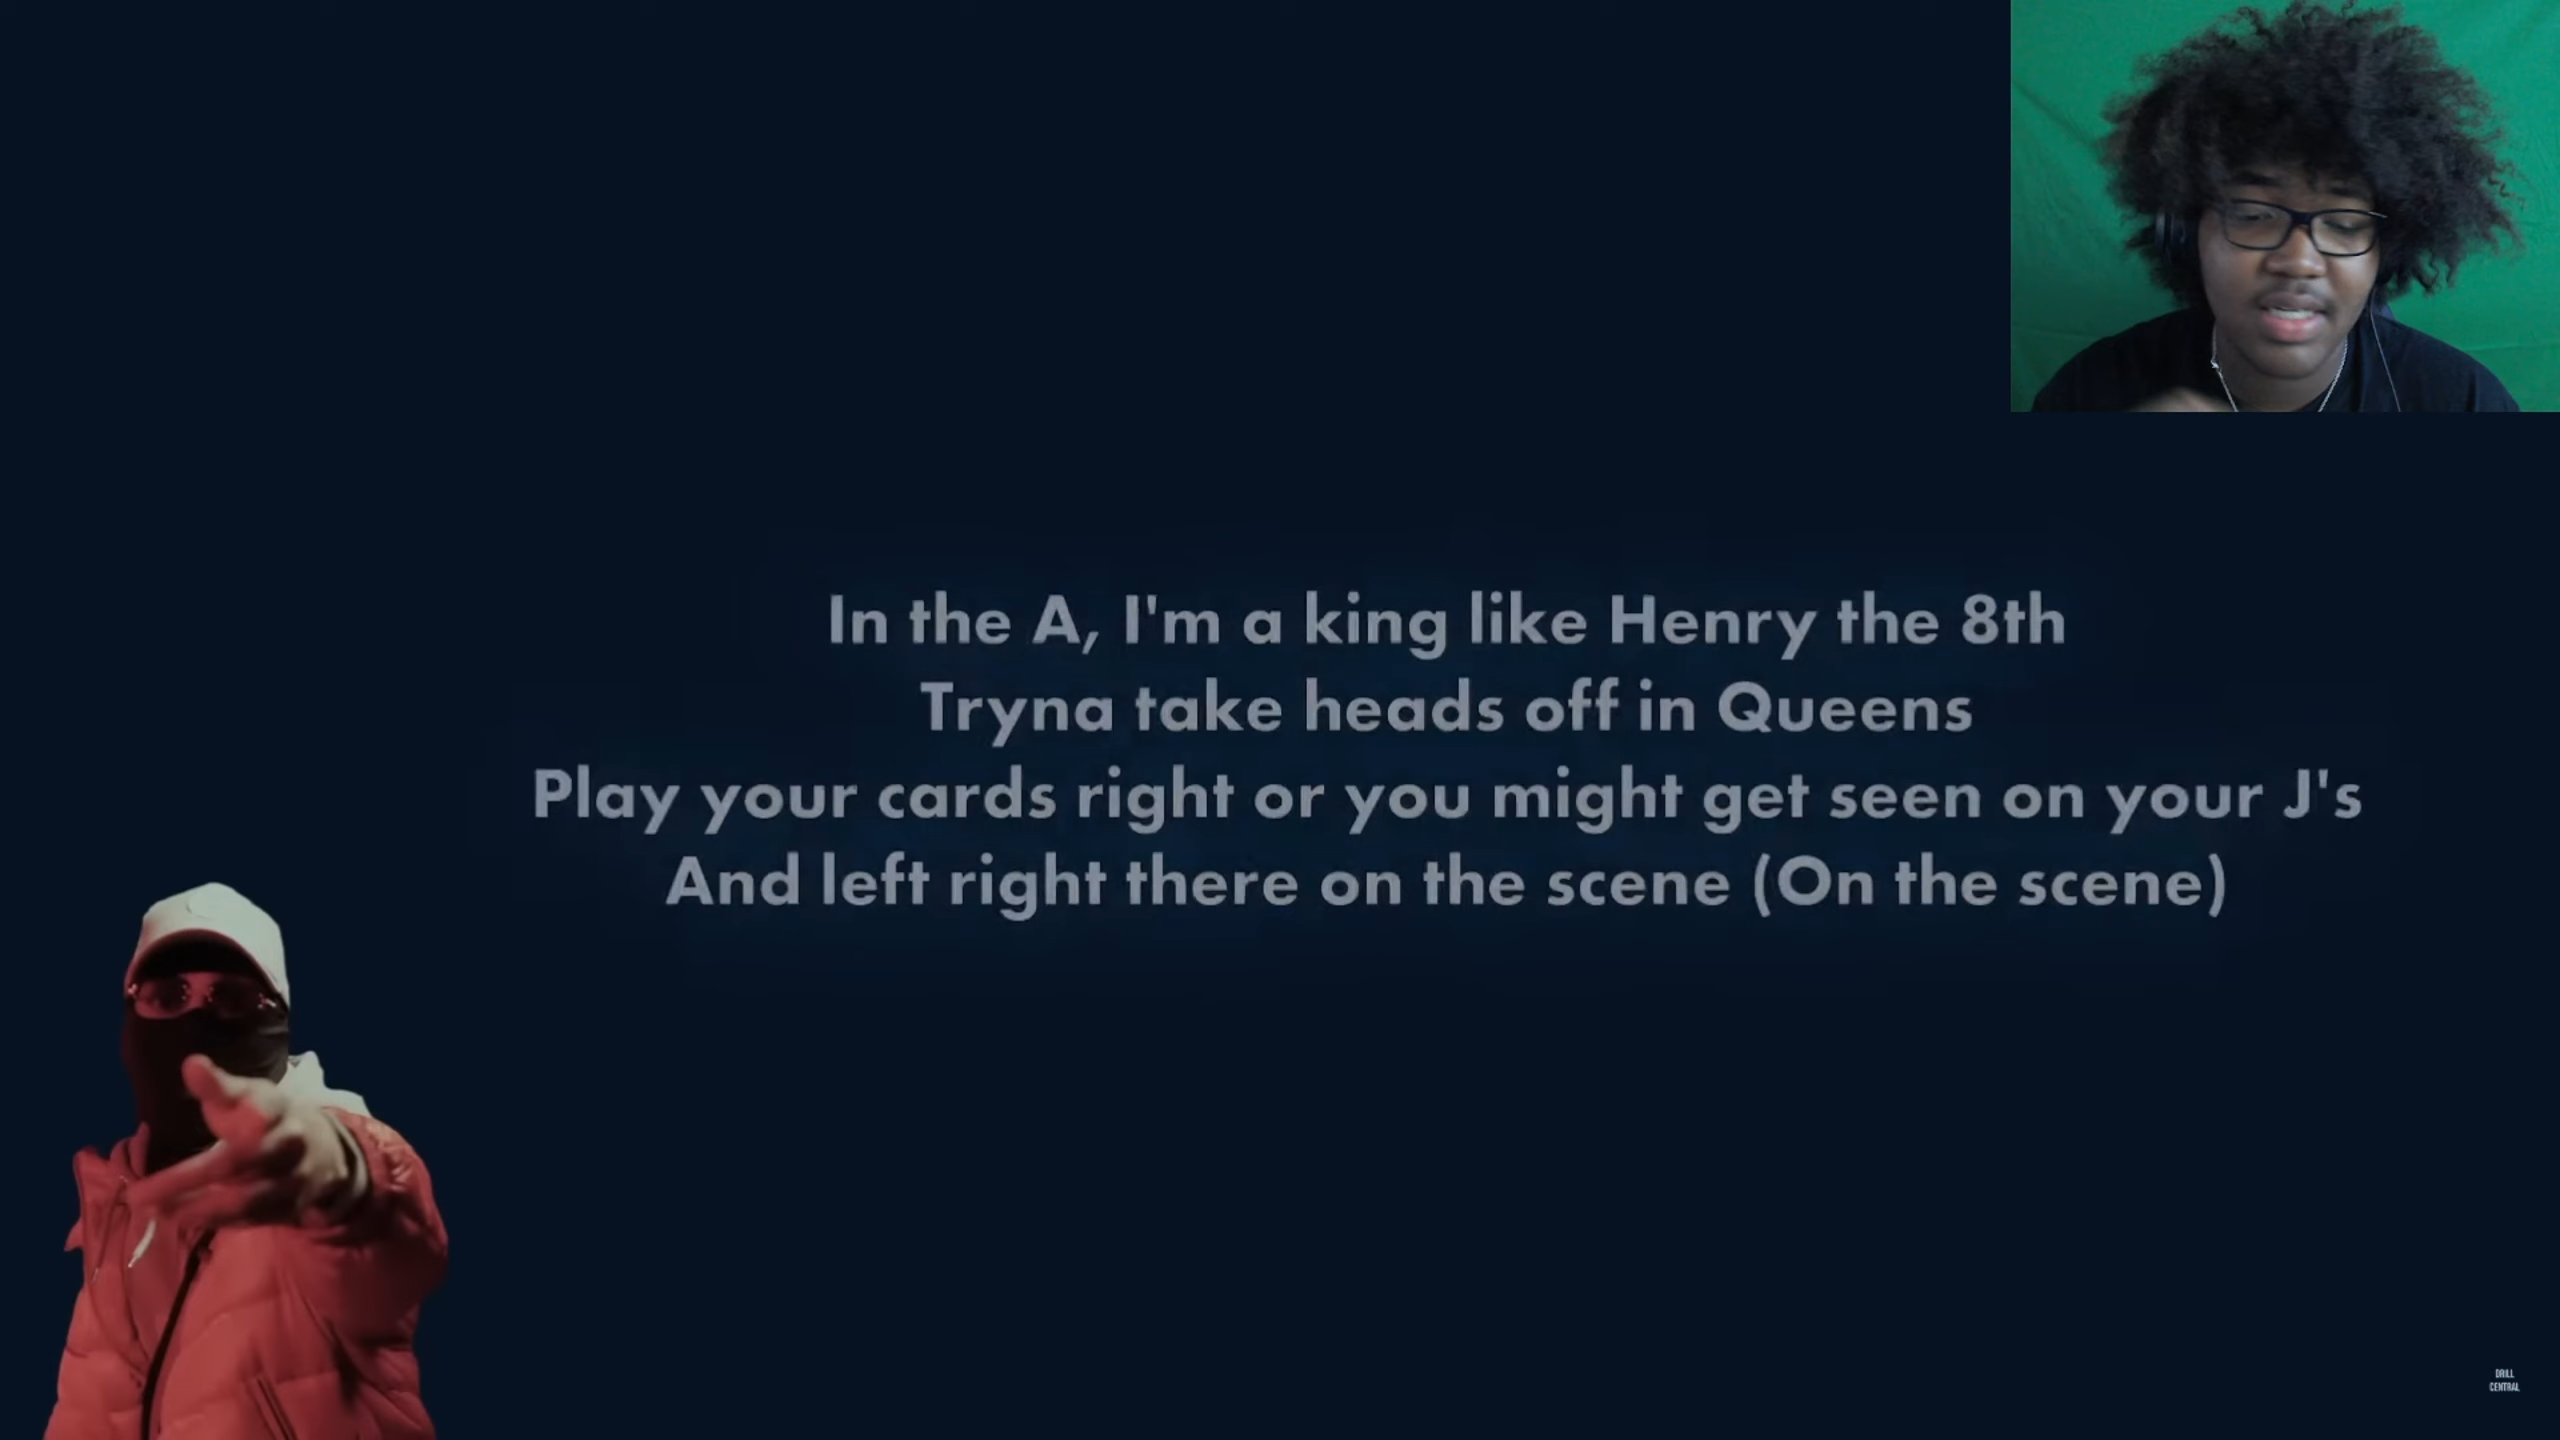 In the A, I'm a king like Henry the 8th
Tryna take heads off in Queens
Play your cards right or you might get seen on your J's
And left right there on the scene (On the scene)
DRILL
CENTRAL